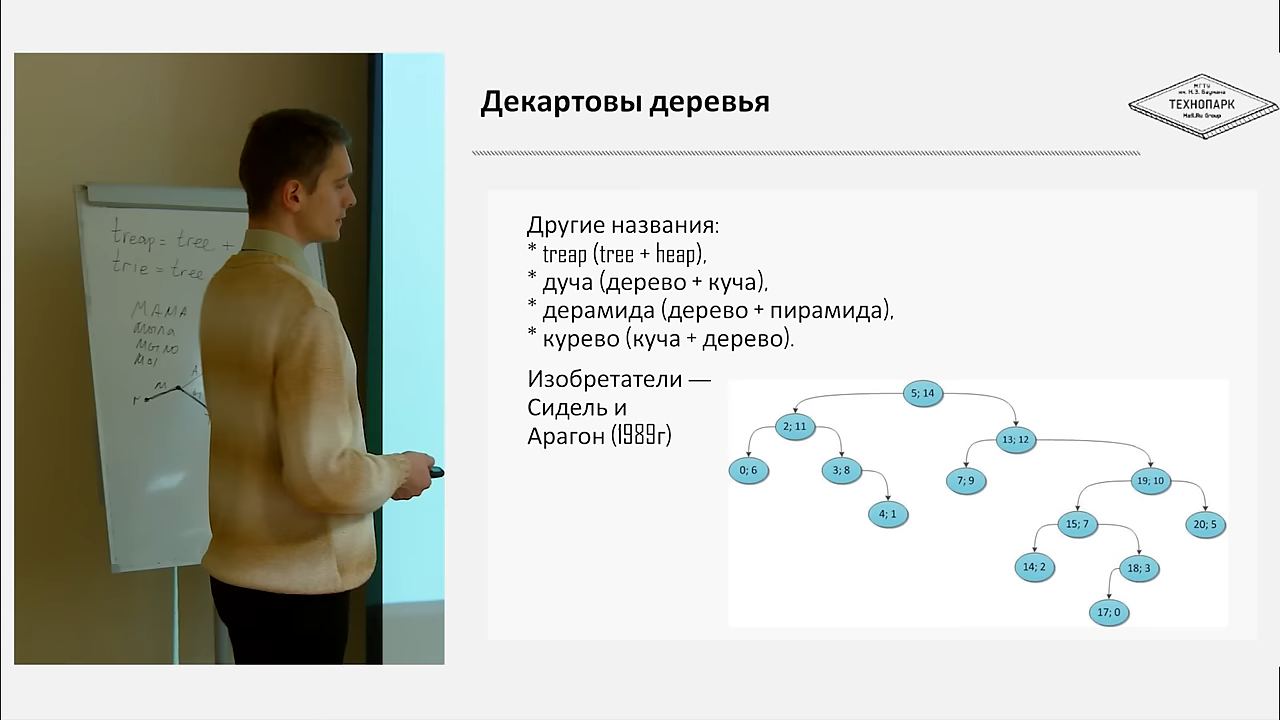 Декартовы деревья
МГТУ
им. Н.Э. Баумана
ТЕХНОПАРК
Mail.Ru Group
Другие названия:
* treap (tree + heap),
* дуча (дерево + куча),
* дерамида (дерево + пирамида),
* курево (куча + дерево).
Изобретатели —
Сидель и
Арагон (1989г)
5; 14
2; 11
13; 12
0; 6
3; 8
7; 9
19; 10
4; 1
15; 7
20; 5
14; 2
18; 3
17; 0
treap = tree +
trie = tree
МАМА
мыла
мыло